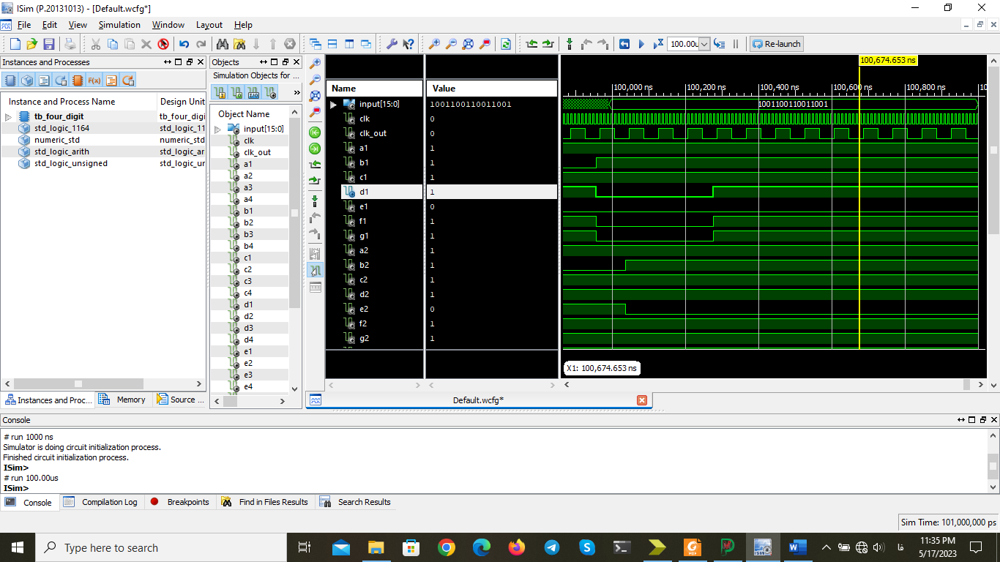 ISim (P.20131013) - [Default.wcfg*]
File Edit View Simulation Window Layout Help
100.00u
Re-launch
Instances and Processes
Objects
Simulation Objects for ...
Instance and Process Name Design Unit
tb_four_digit tb_four_digi
std_logic_1164 std_logic_11
numeric_std numeric_std
std_logic_arith std_logic_ar
std_logic_unsigned std_logic_ur
Object Name
input[15:0]
clk
clk_out
a1
a2
a3
a4
b1
b2
b3
b4
c1
c2
c3
c4
d1
d2
d3
d4
e1
e2
e3
e4
Name Value
input[15:0] 1001100110011001
clk 0
clk_out 0
a1 1
b1 1
c1 1
d1 1
e1 0
f1 1
g1 1
a2 1
b2 1
c2 1
d2 1
e2 0
f2 1
g2 1
100,674.653 ns
100,000 ns 100,200 ns 100,400 ns 100,600 ns 100,800 ns 10
1001100110011001
X1: 100,674.653 ns
Instances and Proc... Memory Source ...
Default.wcfg*
Console
# run 1000 ns
Simulator is doing circuit initialization process.
Finished circuit initialization process.
ISim>
# run 100.00us
ISim>
Console Compilation Log Breakpoints Find in Files Results Search Results
Sim Time: 101,000,000 ps
Type here to search
فا
11:35 PM
5/17/2023